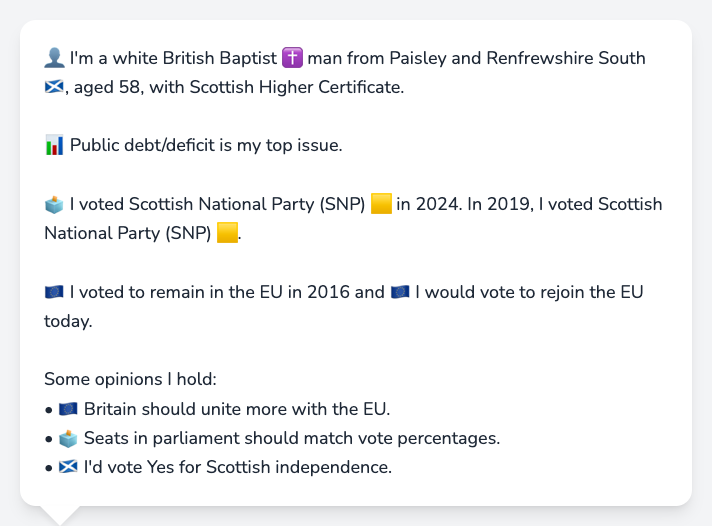 👤 I'm a white British Baptist ✝️ man from Paisley and Renfrewshire South
🏴󠁧󠁢󠁳󠁣󠁴󠁿, aged 58, with Scottish Higher Certificate.
📊 Public debt/deficit is my top issue.
🗳️ I voted Scottish National Party (SNP) 🟨 in 2024. In 2019, I voted Scottish
National Party (SNP) 🟨.
🇪🇺 I voted to remain in the EU in 2016 and 🇪🇺 I would vote to rejoin the EU
today.
Some opinions I hold:
• 🇪🇺 Britain should unite more with the EU.
• 🗳️ Seats in parliament should match vote percentages.
• 🏴󠁧󠁢󠁳󠁣󠁴󠁿 I'd vote Yes for Scottish independence.